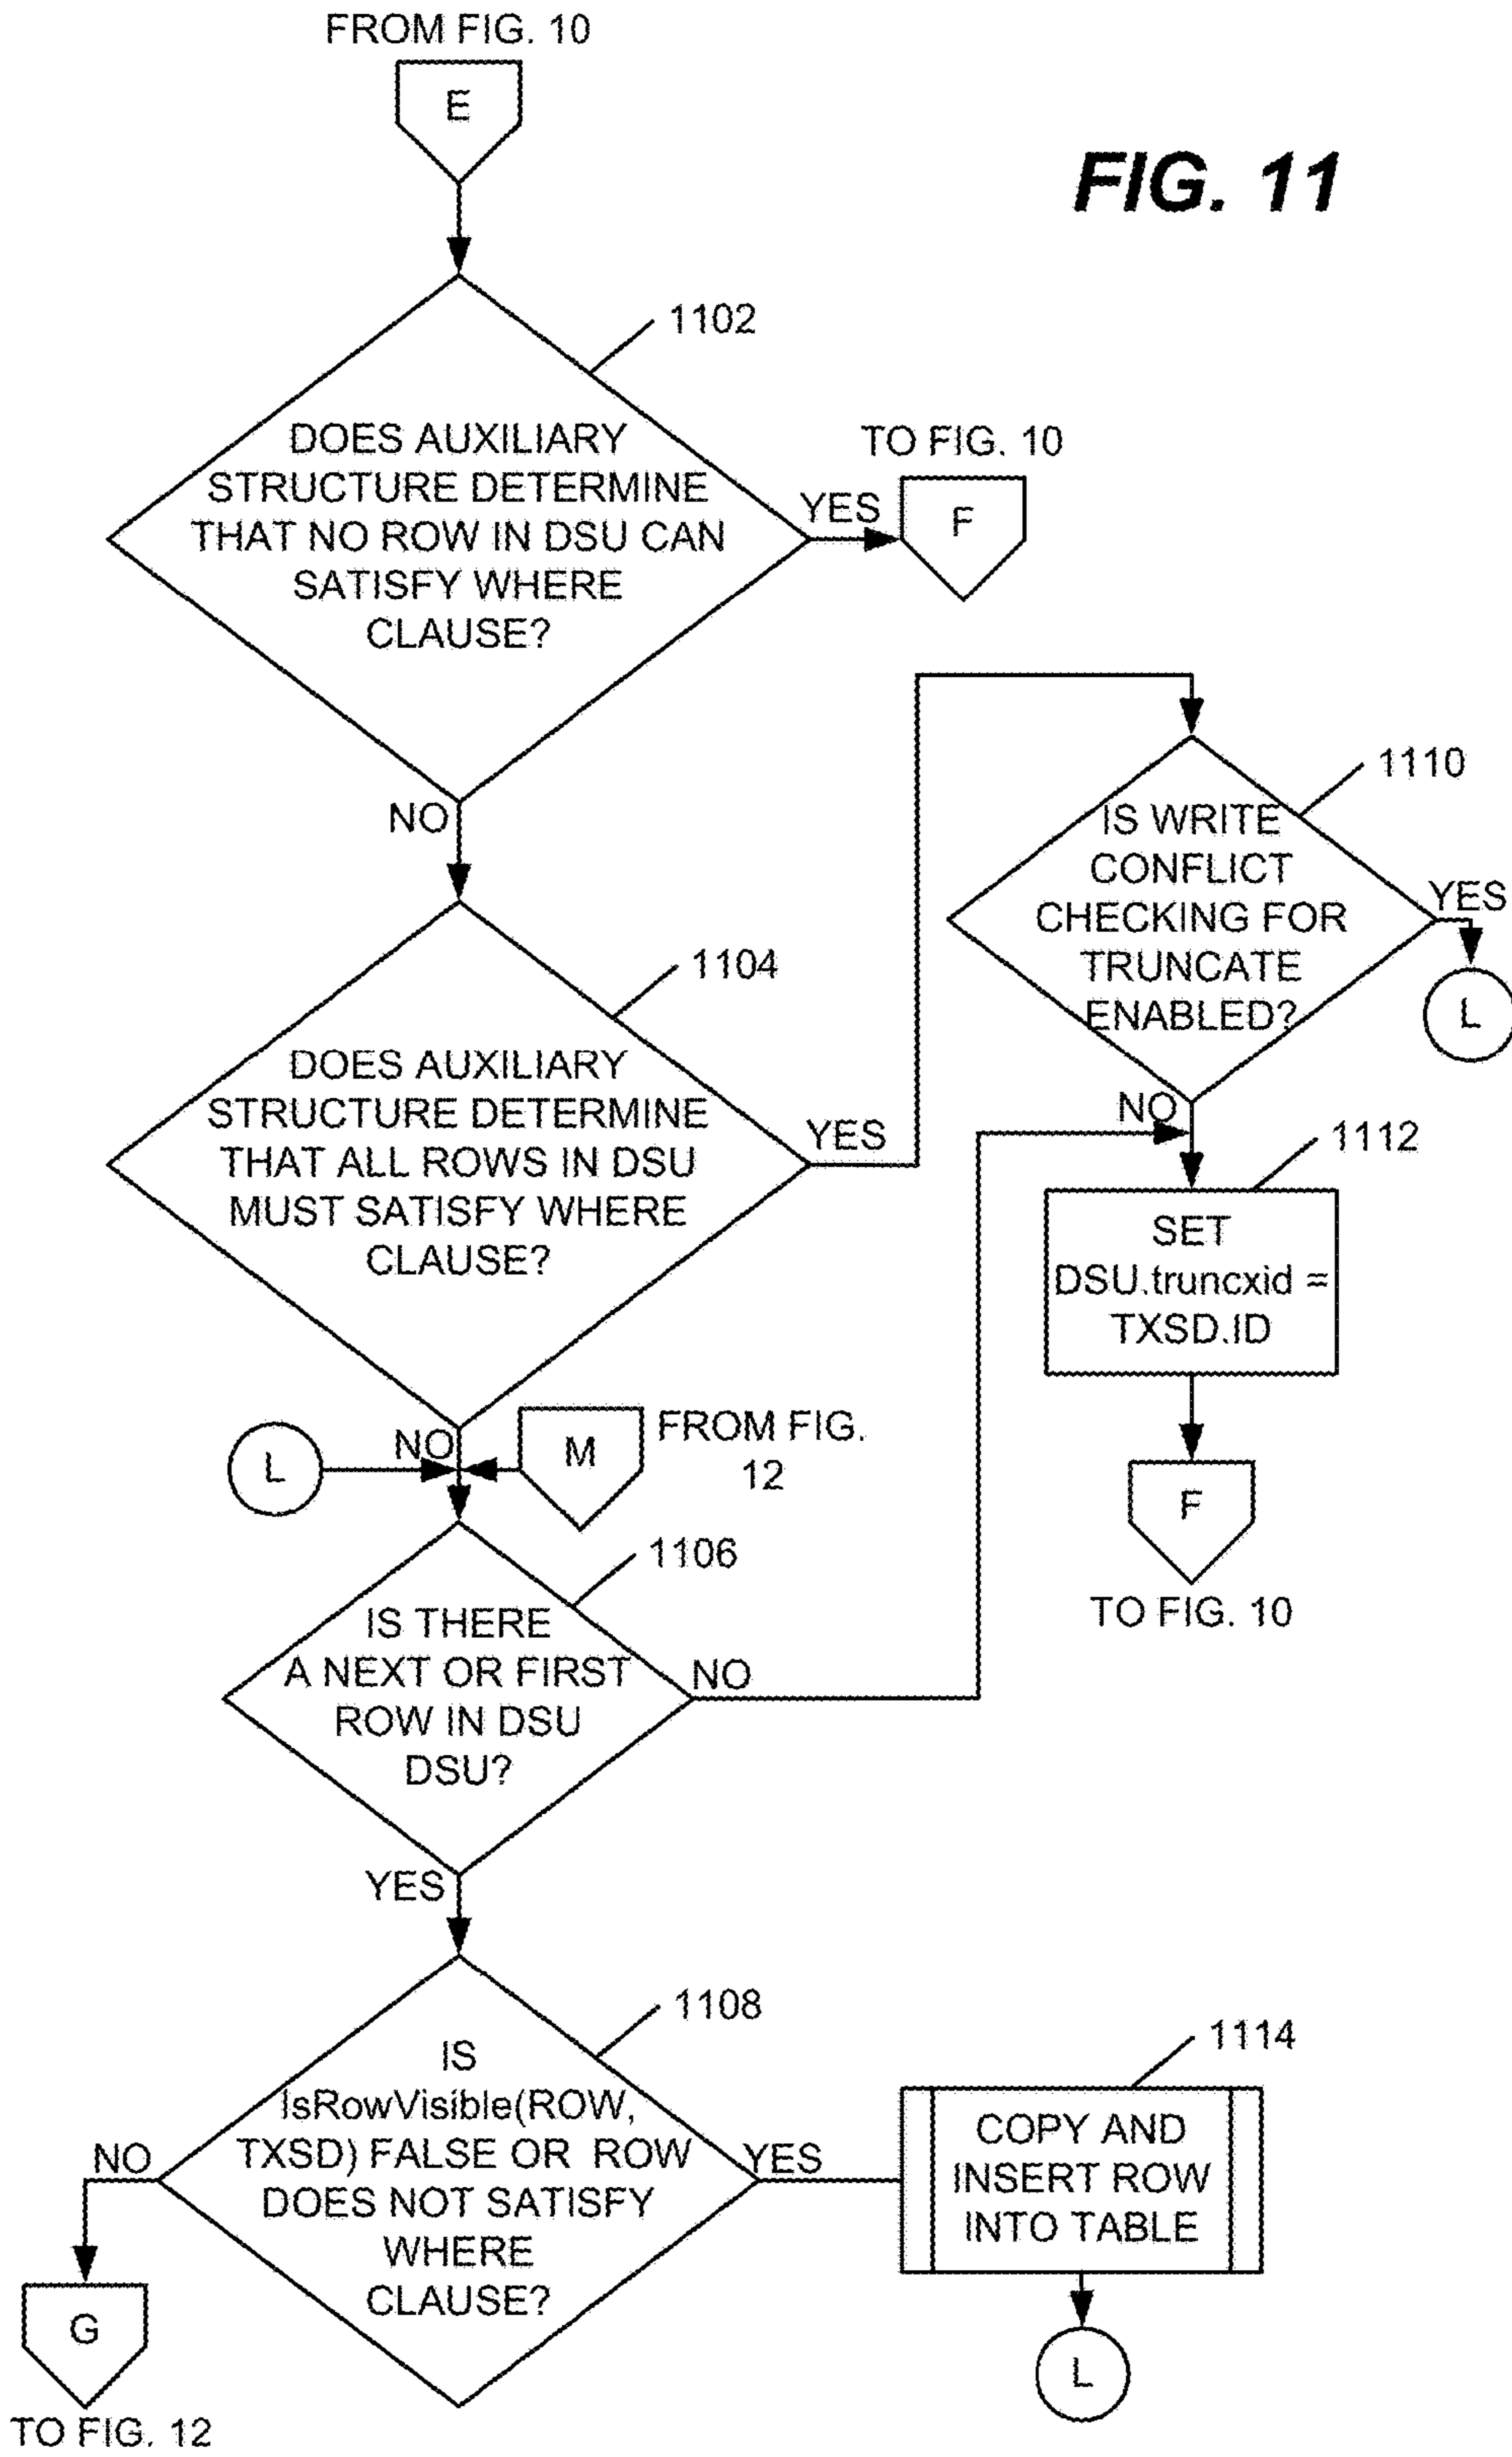 FROM FIG. 10
E
FIG. 11
1102
DOES AUXILIARY
STRUCTURE DETERMINE
THAT NO ROW IN DSU CAN
SATISFY WHERE
CLAUSE?
YES
TO FIG. 10
F
NO
1110
IS WRITE
CONFLICT
CHECKING FOR
TRUNCATE
ENABLED?
YES
L
NO
1104
DOES AUXILIARY
STRUCTURE DETERMINE
THAT ALL ROWS IN DSU
MUST SATISFY WHERE
CLAUSE?
YES
1112
SET
DSU.truncxid =
TXSD.ID
F
TO FIG. 10
L
NO
M
FROM FIG.
12
1106
IS THERE
A NEXT OR FIRST
ROW IN DSU
DSU?
NO
YES
1108
IS
IsRowVisible(ROW,
TXSD) FALSE OR ROW
DOES NOT SATISFY
WHERE
CLAUSE?
NO
G
TO FIG. 12
YES
1114
COPY AND
INSERT ROW
INTO TABLE
L